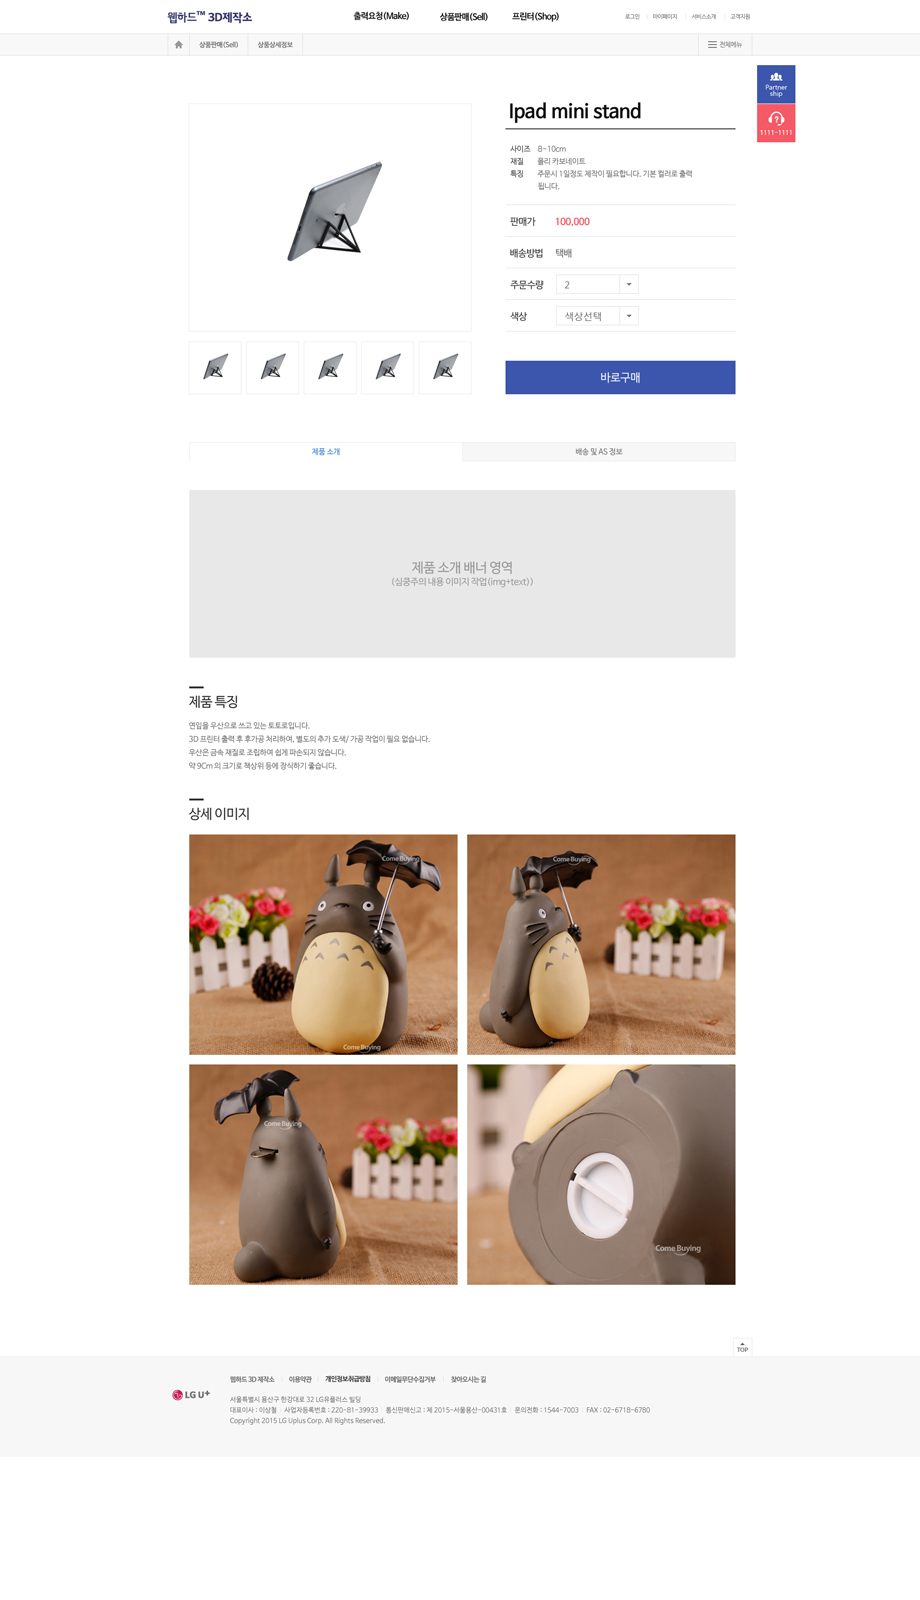 웹하드™ 3D제작소
출력요청(Make)
상품판매(Sell)
프린터(Shop)
로그인
마이페이지
서비스소개
고객지원
상품판매(Sell)
상품상세정보
전체메뉴
Partner
ship
1111-1111
Ipad mini stand
사이즈 8~10cm
재질 폴리 카보네이트
특징 주문시 1일정도 제작이 필요합니다. 기본 컬러로 출력
됩니다.
판매가 100,000
배송방법 택배
주문수량 2
색상 색상선택
바로구매
제품 소개
배송 및 AS 정보
제품 소개 배너 영역
(심쿵주의 내용 이미지 작업(img+text))
제품 특징
연잎을 우산으로 쓰고 있는 토토로입니다.
3D 프린터 출력 후 후가공 처리하여, 별도의 추가 도색/ 가공 작업이 필요 없습니다.
우산은 금속 재질로 조립하여 쉽게 파손되지 않습니다.
약 9Cm 의 크기로 책상위 등에 장식하기 좋습니다.
상세 이미지
Come Buying
Come Buying
Come Buying
Come Buying
Come Buying
TOP
웹하드 3D 제작소
이용약관
개인정보취급방침
이메일무단수집거부
찾아오시는 길
LG U+
서울특별시 용산구 한강대로 32 LG유플러스 빌딩
대표이사 : 이상철 사업자등록번호 : 220-81-39933 통신판매신고 : 제 2015-서울용산-00431호 문의전화 : 1544-7003 FAX : 02-6718-6780
Copyright 2015 LG Uplus Corp. All Rights Reserved.